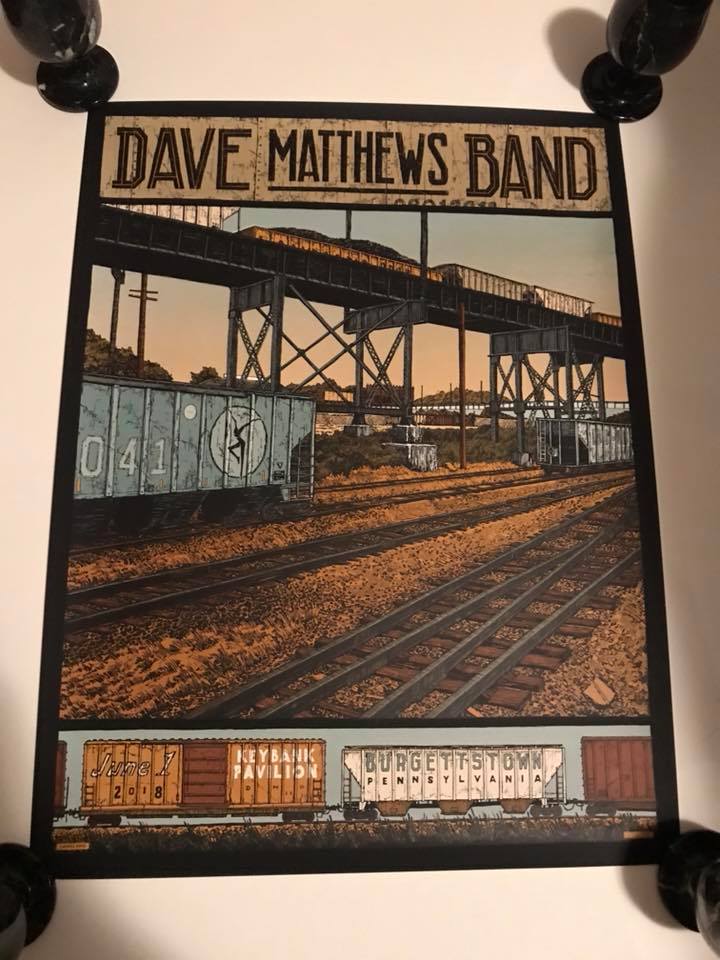 DAVE MATTHEWS BAND
041
June 1
2018
KEYBANK
PAVILION
BURGETTSTOWN
PENNSYLVANIA